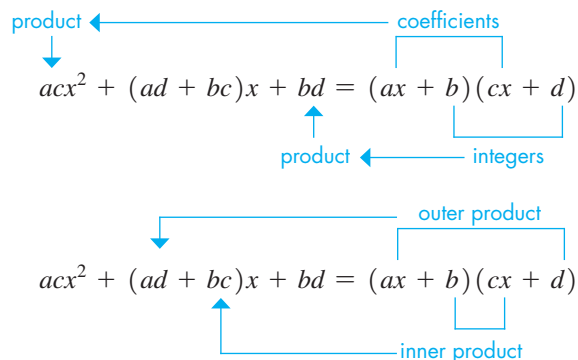 product coefficients
acx² + (ad + bc)x + bd = (ax + b)(cx + d)
product integers
outer product
acx² + (ad + bc)x + bd = (ax + b)(cx + d)
inner product